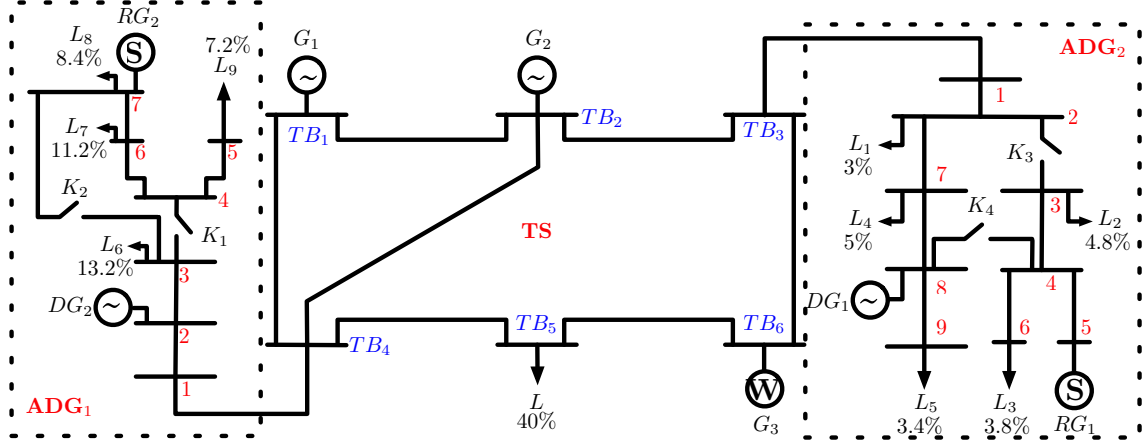 RG₂
L₈
8.4%
S
7.2%
L₉
7
L₇
11.2%
6
5
K₂
4
K₁
L₆
13.2%
3
DG₂
~
2
1
ADG₁
G₁
~
G₂
~
TB₁
TB₂
TB₃
TS
TB₄
TB₅
TB₆
L
40%
W
G₃
ADG₂
1
2
L₁
3%
K₃
7
K₄
3
L₄
5%
L₂
4.8%
DG₁
~
8
4
9
6
5
S
L₅
3.4%
L₃
3.8%
RG₁